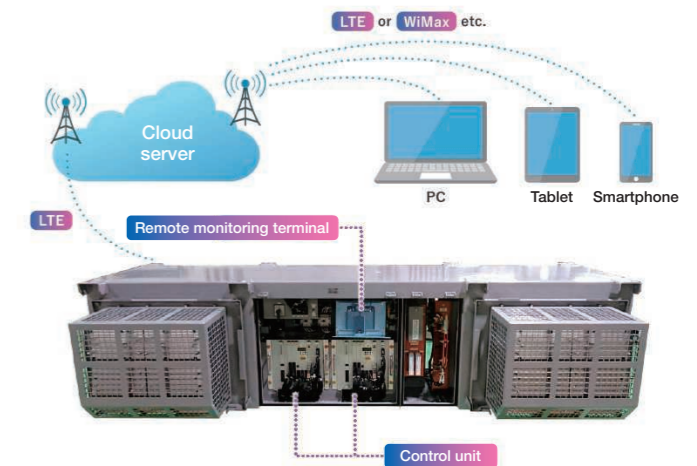 LTE or WiMax etc.
Cloud
server
PC
Tablet
Smartphone
LTE
Remote monitoring terminal
Control unit